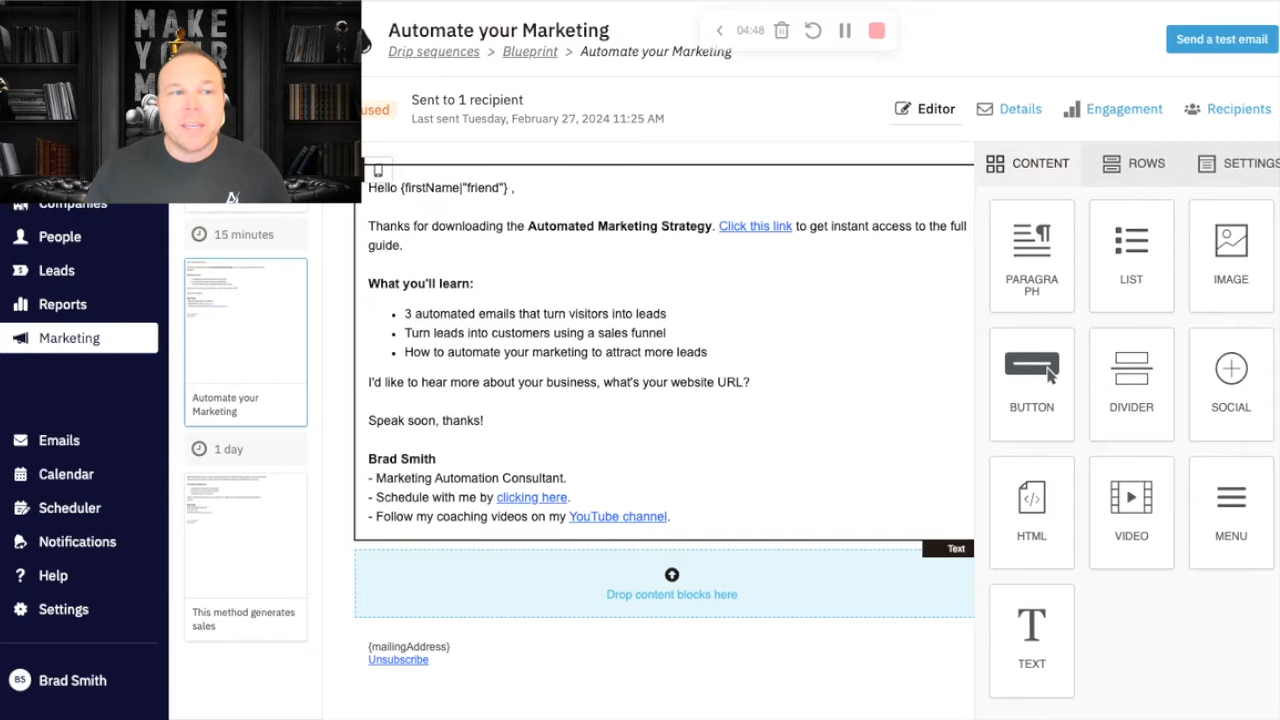 MAKE
YOUR
M
Automate your Marketing
Drip sequences > Blueprint > Automate your Marketing
04:48
Send a test email
used
Sent to 1 recipient
Last sent Tuesday, February 27, 2024 11:25 AM
Editor
Details
Engagement
Recipients
CONTENT
ROWS
SETTINGS
Companies
People
Leads
Reports
Marketing
Emails
Calendar
Scheduler
Notifications
Help
Settings
BS
Brad Smith
15 minutes
Automate your
Marketing
1 day
This method generates
sales
Hello {firstName|"friend"} ,
Thanks for downloading the Automated Marketing Strategy. Click this link to get instant access to the full
guide.
What you'll learn:
• 3 automated emails that turn visitors into leads
• Turn leads into customers using a sales funnel
• How to automate your marketing to attract more leads
I'd like to hear more about your business, what's your website URL?
Speak soon, thanks!
Brad Smith
- Marketing Automation Consultant.
- Schedule with me by clicking here.
- Follow my coaching videos on my YouTube channel.
Text
Drop content blocks here
{mailingAddress}
Unsubscribe
PARAGRA
PH
LIST
IMAGE
BUTTON
DIVIDER
SOCIAL
HTML
VIDEO
MENU
TEXT